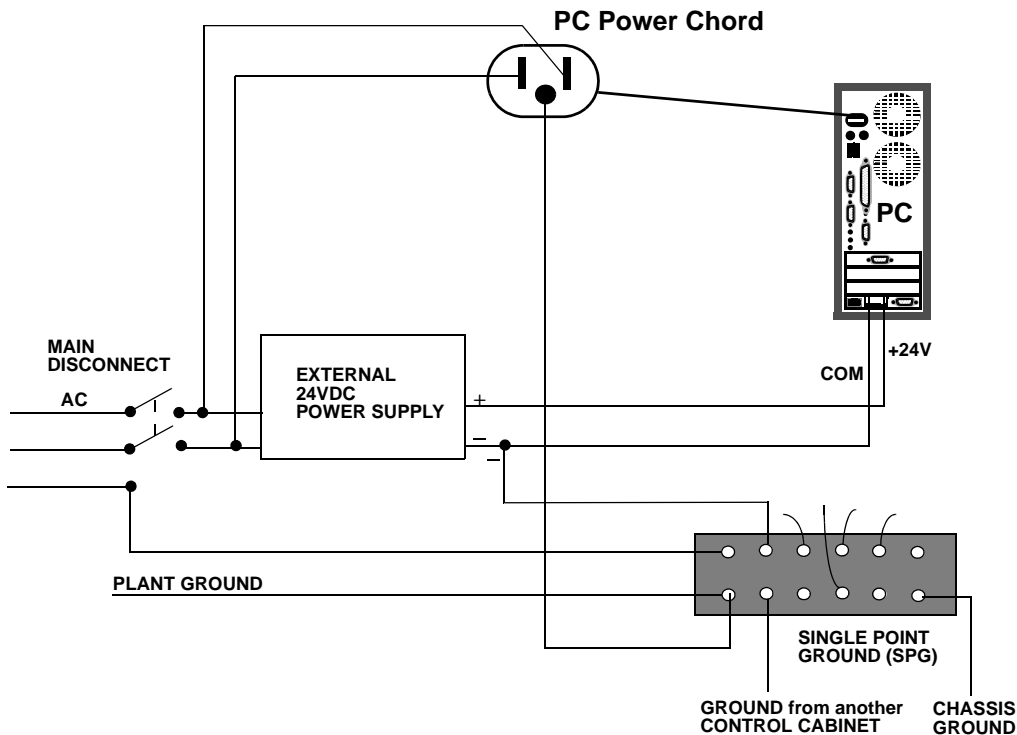 PC Power Chord
PC
+24V
COM
MAIN
DISCONNECT
AC
EXTERNAL
24VDC
POWER SUPPLY
+
–
–
PLANT GROUND
SINGLE POINT
GROUND (SPG)
GROUND from another
CONTROL CABINET
CHASSIS
GROUND